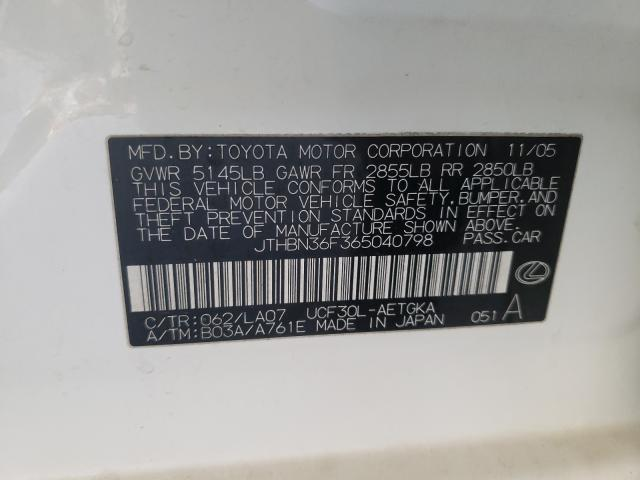 MFD.BY:TOYOTA MOTOR CORPORATION 11/05
GVWR 5145LB GAWR FR 2855LB RR 2850LB
THIS VEHICLE CONFORMS TO ALL APPLICABLE
FEDERAL MOTOR VEHICLE SAFETY,BUMPER,AND
THEFT PREVENTION STANDARDS IN EFFECT ON
THE DATE OF MANUFACTURE SHOWN ABOVE.
JTHBN36F365040798 PASS.CAR
C/TR:062/LA07 UCF30L-AETGKA
A/TM:B03A/A761E MADE IN JAPAN 051 A